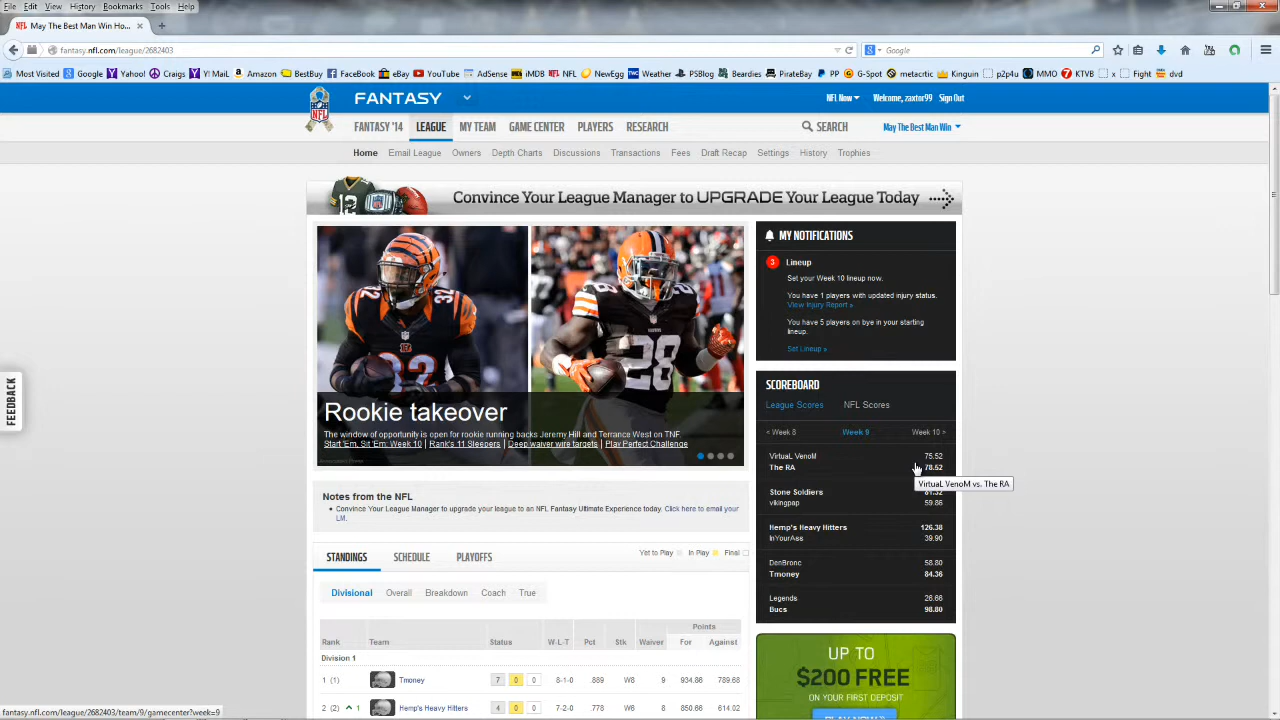 File Edit View History Bookmarks Tools Help
May The Best Man Win Ho...
fantasy.nfl.com/league/2682403
Google
Most Visited Google Yahoo! Craigs Y! MaiL Amazon BestBuy FaceBook eBay YouTube AdSense iMDB NFL NewEgg Weather PSBlog Beardies PirateBay PP G-Spot metacrtic Kinguin p2p4u MMO KTVB x Fight dvd
NFL FANTASY
NFL Now Welcome, zaxtor99 Sign Out
FANTASY '14 LEAGUE MY TEAM GAME CENTER PLAYERS RESEARCH SEARCH May The Best Man Win
Home Email League Owners Depth Charts Discussions Transactions Fees Draft Recap Settings History Trophies
Convince Your League Manager to UPGRADE Your League Today
MY NOTIFICATIONS
3 Lineup
Set your Week 10 lineup now.
You have 1 players with updated injury status.
View Injury Report »
You have 5 players on bye in your starting
lineup.
Set Lineup »
Rookie takeover
The window of opportunity is open for rookie running backs Jeremy Hill and Terrance West on TNF.
Start 'Em, Sit 'Em: Week 10 | Rank's 11 Sleepers | Deep waiver wire targets | Play Perfect Challenge
SCOREBOARD
League Scores NFL Scores
< Week 8 Week 9 Week 10 >
VirtuaL VenoM 75.52
The RA 78.52
VirtuaL VenoM vs. The RA
Stone Soldiers
vikingpap 59.86
Hemp's Heavy Hitters 126.38
InYourAss 39.90
DenBronc 58.80
Tmoney 84.36
Legends 26.66
Bucs 98.80
Notes from the NFL
Convince Your League Manager to upgrade your league to an NFL Fantasy Ultimate Experience today. Click here to email your
LM.
STANDINGS SCHEDULE PLAYOFFS
Yet to Play In Play Final
Divisional Overall Breakdown Coach True
Points
Rank Team Status W-L-T Pct Stk Waiver For Against
Division 1
1 (1) Tmoney 7 0 0 8-1-0 .889 W8 9 934.86 789.68
2 (2) 1 Hemp's Heavy Hitters 4 0 0 7-2-0 .778 W6 8 850.66 614.02
UP TO
$200 FREE
ON YOUR FIRST DEPOSIT
PLAY NOW
FEEDBACK
fantasy.nfl.com/league/2682403/team/9/gamecenter?week=9